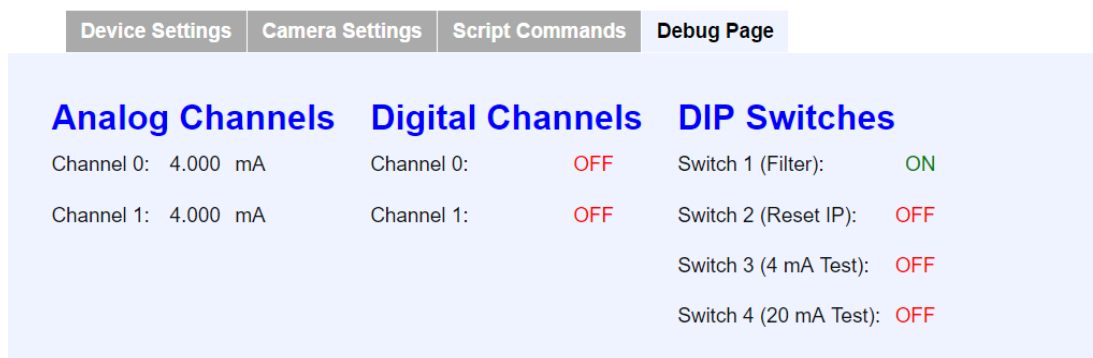 Device Settings Camera Settings Script Commands Debug Page
Analog Channels Digital Channels DIP Switches
Channel 0: 4.000 mA Channel 0: OFF Switch 1 (Filter): ON
Channel 1: 4.000 mA Channel 1: OFF Switch 2 (Reset IP): OFF
Switch 3 (4 mA Test): OFF
Switch 4 (20 mA Test): OFF